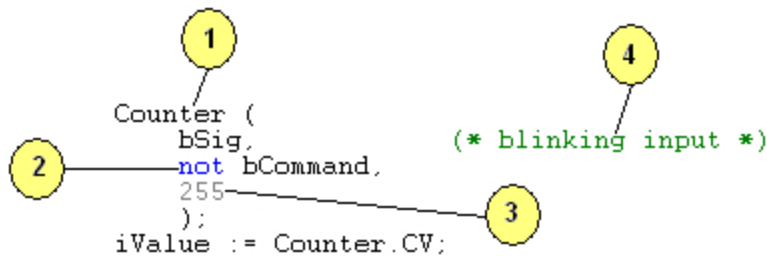 1
4
Counter (
bSig, (* blinking input *)
2 not bCommand,
255 3
);
iValue := Counter.CV;